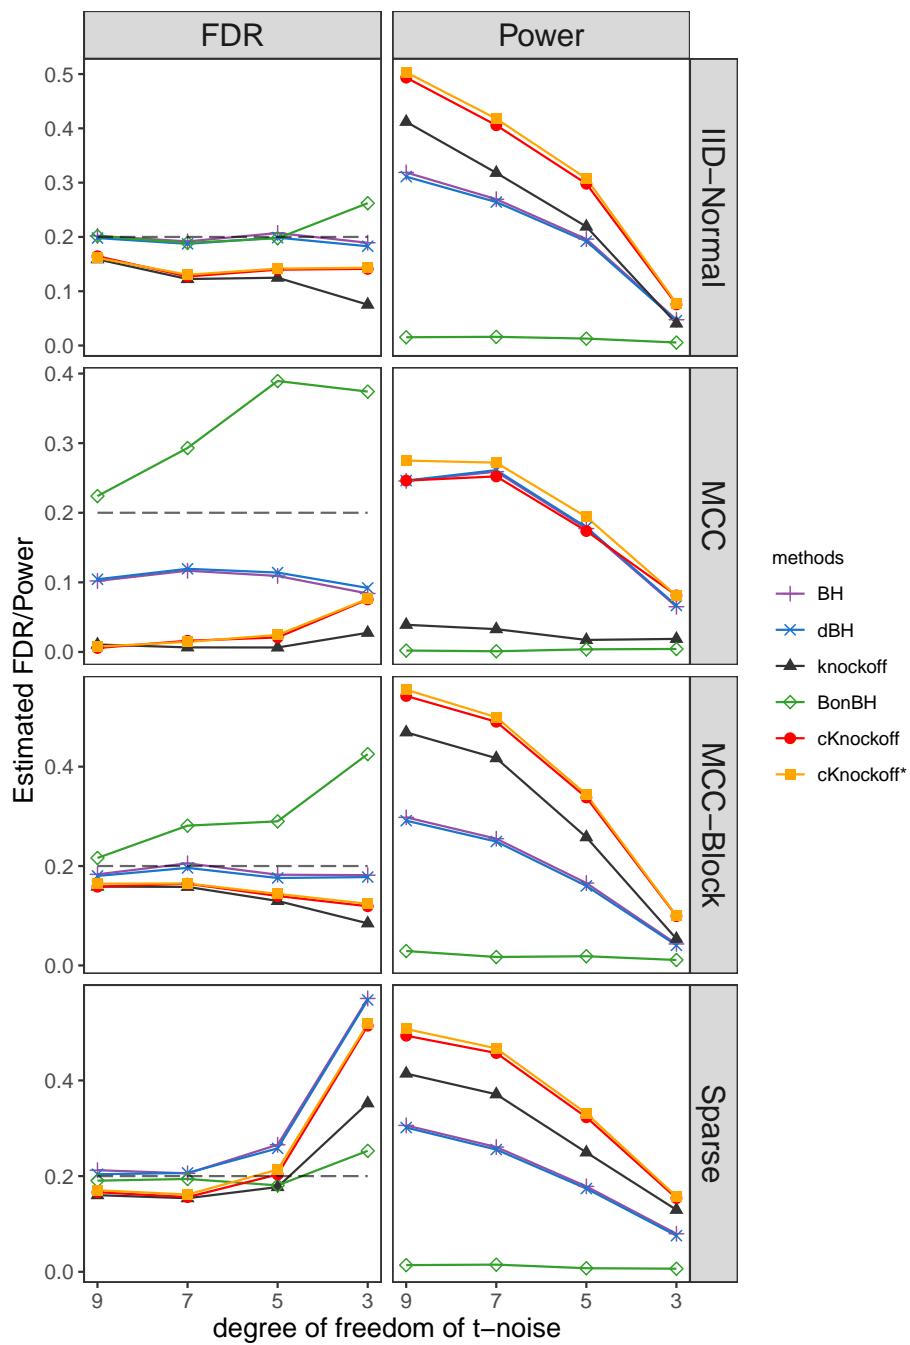 FDR
Power
0.5
0.4
0.3
0.2
0.1
0.0
IID−Normal
0.4
0.3
0.2
0.1
0.0
MCC
0.4
0.2
0.0
MCC−Block
0.4
0.2
0.0
Sparse
9 7 5 3
9 7 5 3
degree of freedom of t−noise
Estimated FDR/Power
methods
BH
dBH
knockoff
BonBH
cKnockoff
cKnockoff*